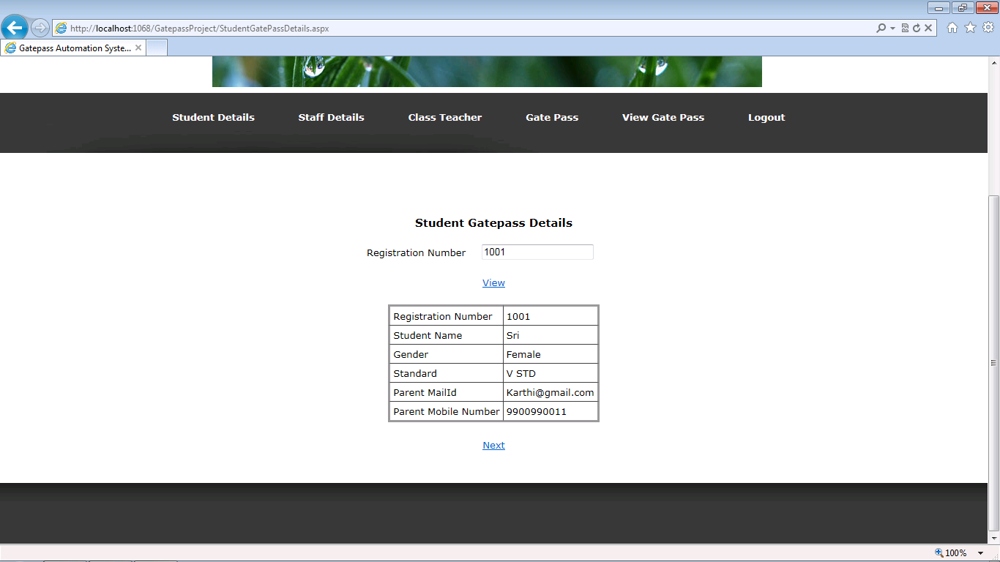 http://localhost:1068/GatepassProject/StudentGatePassDetails.aspx
Gatepass Automation Syste...
Student Details Staff Details Class Teacher Gate Pass View Gate Pass Logout
Student Gatepass Details
Registration Number 1001
View
Registration Number 1001
Student Name Sri
Gender Female
Standard V STD
Parent MailId Karthi@gmail.com
Parent Mobile Number 9900990011
Next
100%